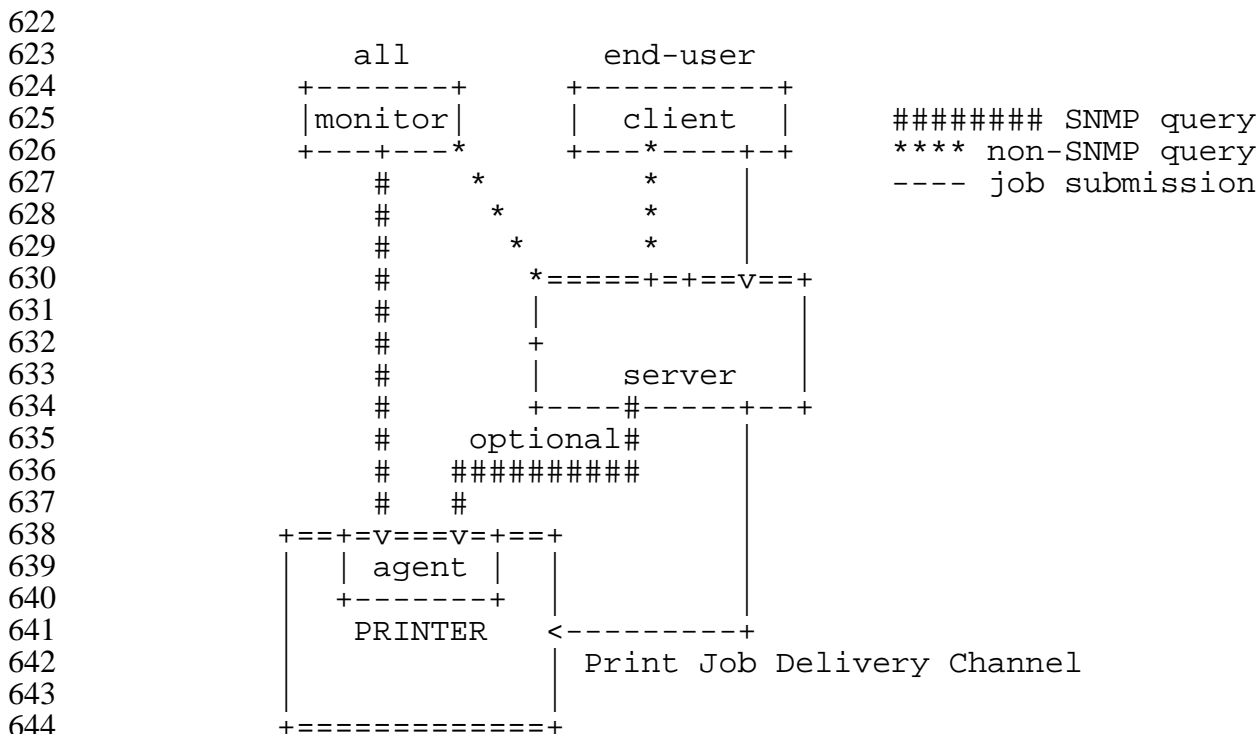 622
623                all          end-user
624             +-------+      +----------+
625             |monitor|      |  client  |     ######## SNMP query
626             +---+---*      +---*----+-+     **** non-SNMP query
627                 #    *         *    |       ---- job submission
628                 #     *        *    |
629                 #      *       *    |
630                 #       *=====+=+==v==+
631                 #       |             |
632                 #       +             |
633                 #       |    server   |
634                 #       +----#-----+--+
635                 #    optional#     |
636                 #   ##########     |
637                 #   #              |
638            +==+=v===v=+==+         |
639            |  | agent |  |         |
640            |  +-------+  |         |
641            |   PRINTER   <---------+
642            |             | Print Job Delivery Channel
643            |             |
644            +=============+